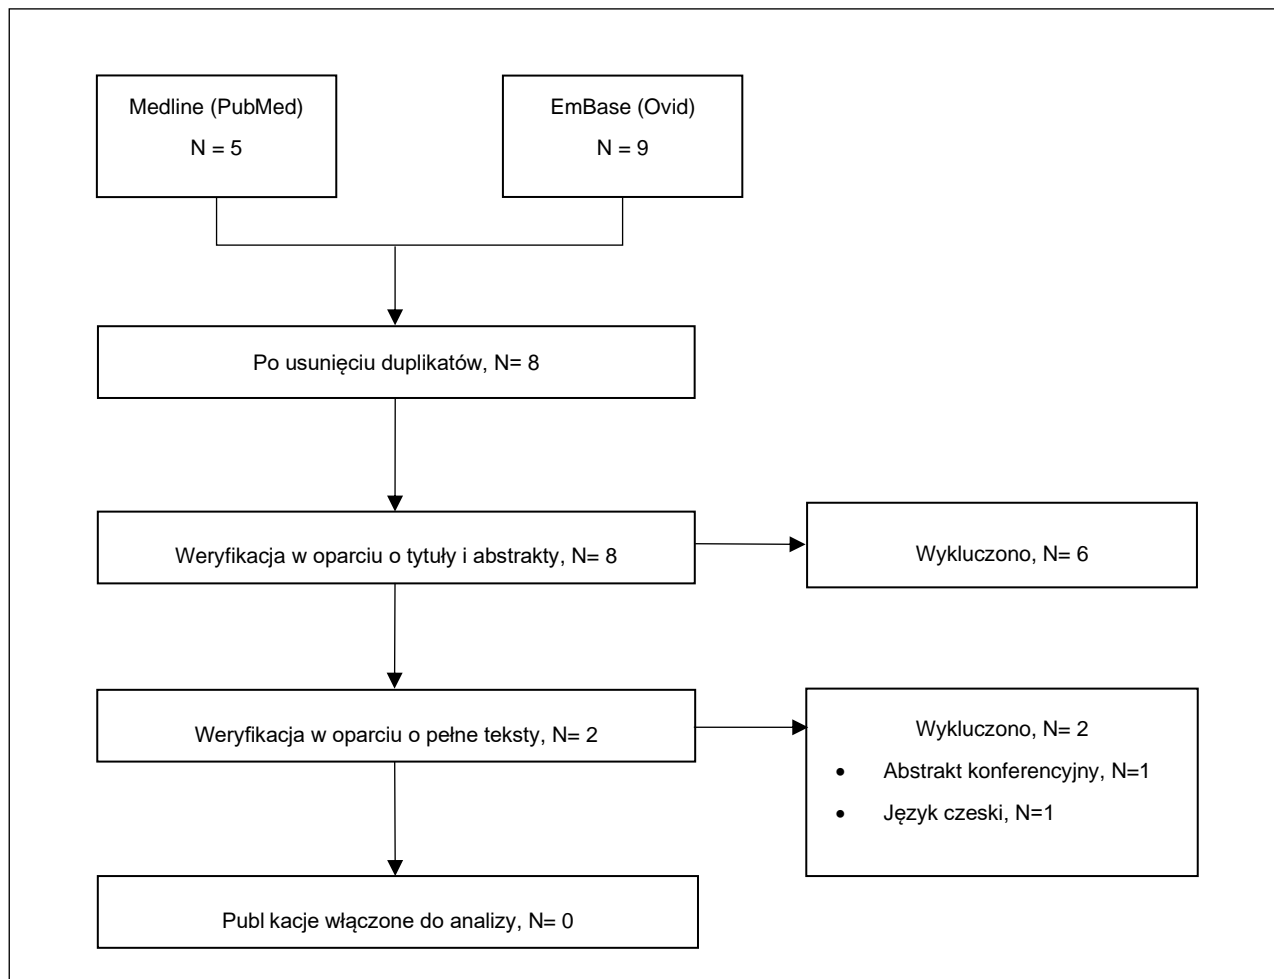 Medline (PubMed)
N = 5
EmBase (Ovid)
N = 9
Po usunięciu duplikatów, N= 8
Weryfikacja w oparciu o tytuły i abstrakty, N= 8
Wykluczono, N= 6
Weryfikacja w oparciu o pełne teksty, N= 2
Wykluczono, N= 2
• Abstrakt konferencyjny, N=1
• Język czeski, N=1
Publ kacje włączone do analizy, N= 0